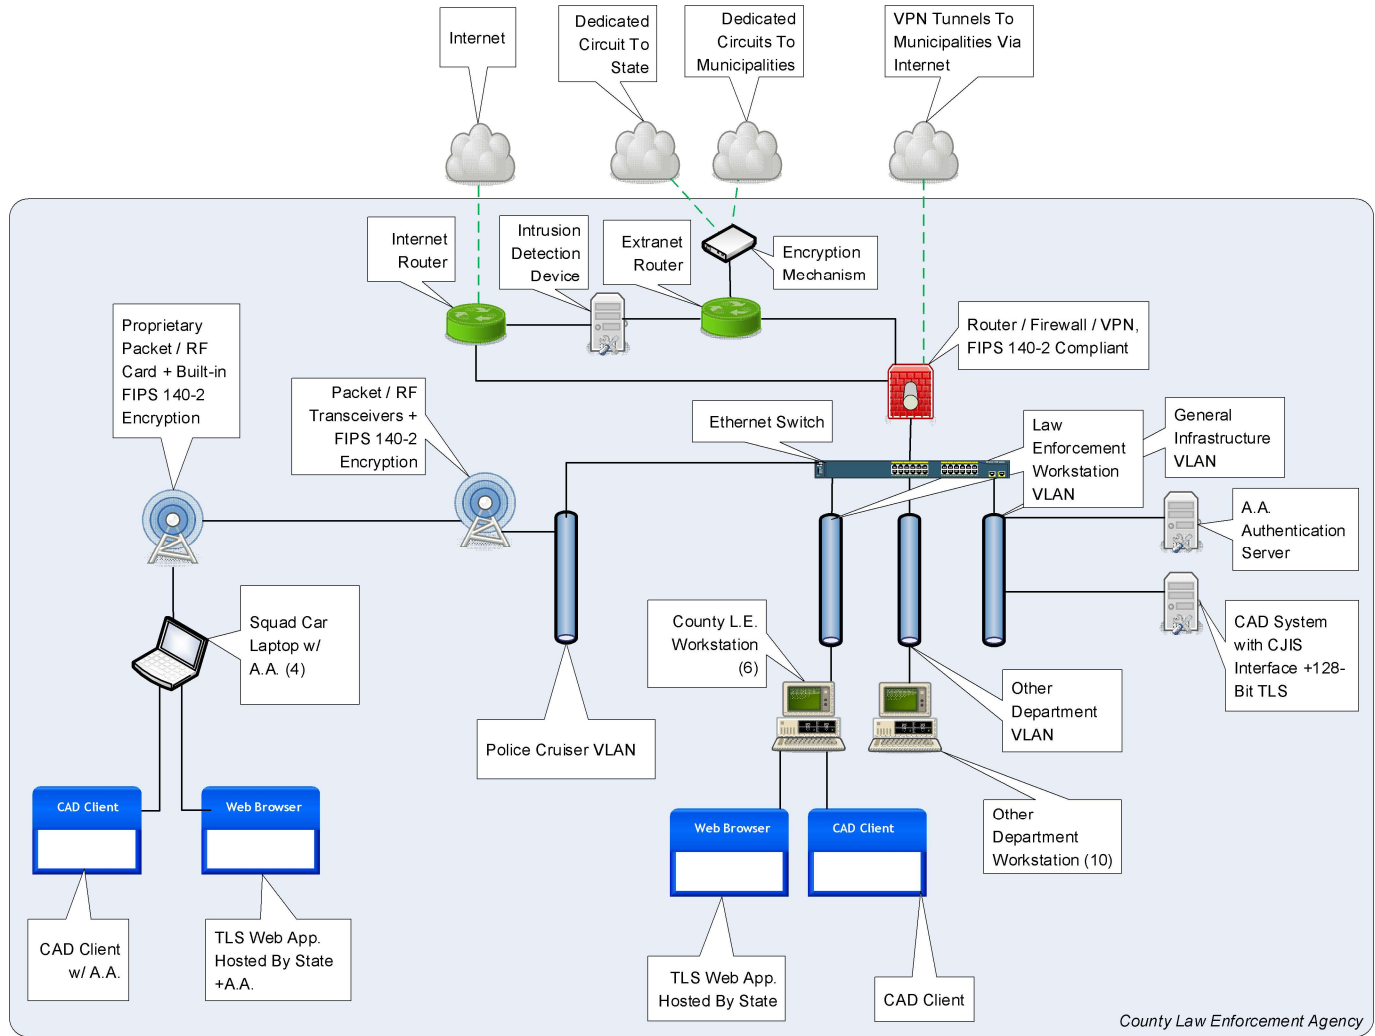 Internet
Dedicated
Circuit To
State
Dedicated
Circuits To
Municipalities
VPN Tunnels To
Municipalities Via
Internet
Internet
Router
Intrusion
Detection
Device
Extranet
Router
Encryption
Mechanism
Proprietary
Packet / RF
Card + Built-in
FIPS 140-2
Encryption
Packet / RF
Transceivers +
FIPS 140-2
Encryption
Router / Firewall / VPN,
FIPS 140-2 Compliant
Ethernet Switch
Law
Enforcement
Workstation
VLAN
General
Infrastructure
VLAN
A.A.
Authentication
Server
Squad Car
Laptop w/
A.A. (4)
County L.E.
Workstation
(6)
CAD System
with CJIS
Interface +128-
Bit TLS
Police Cruiser VLAN
Other
Department
VLAN
Other
Department
Workstation (10)
CAD Client
Web Browser
Web Browser
CAD Client
CAD Client
w/ A.A.
TLS Web App.
Hosted By State
+A.A.
TLS Web App.
Hosted By State
CAD Client
County Law Enforcement Agency